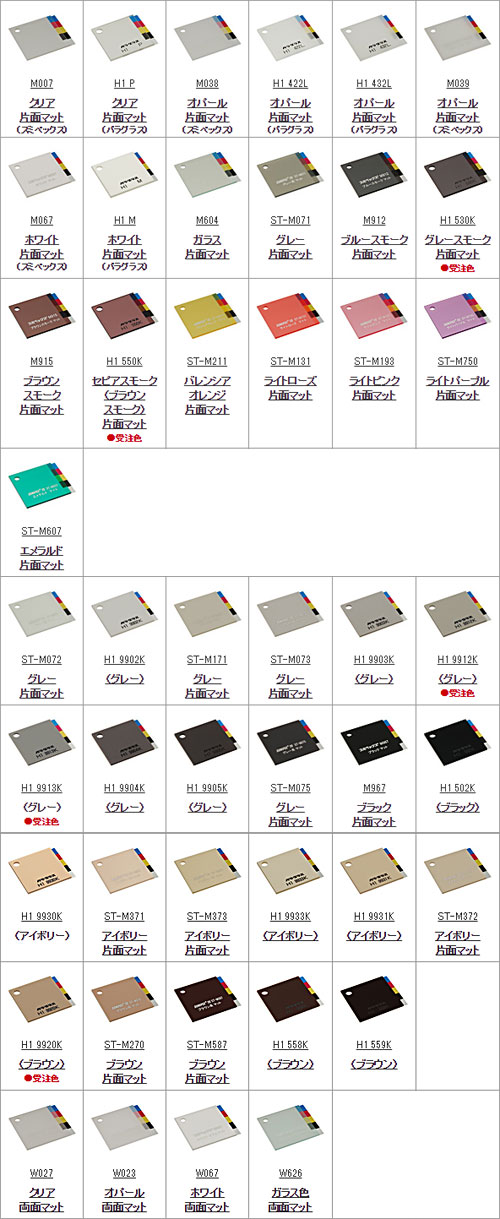 M007
クリア
片面マット
(スミペックス)
H1 P
クリア
片面マット
(パラグラス)
M038
オパール
片面マット
(スミペックス)
H1 422L
オパール
片面マット
(パラグラス)
H1 432L
オパール
片面マット
(パラグラス)
M039
オパール
片面マット
(スミペックス)
M067
ホワイト
片面マット
(スミペックス)
H1 M
ホワイト
片面マット
(パラグラス)
M604
ガラス
片面マット
ST-M071
グレー
片面マット
M912
ブルースモーク
片面マット
H1 530K
グレースモーク
片面マット
●受注色
M915
ブラウン
スモーク
片面マット
H1 550K
セピアスモーク
(ブラウン
スモーク)
片面マット
●受注色
ST-M211
バレンシア
オレンジ
片面マット
ST-M131
ライトローズ
片面マット
ST-M193
ライトピンク
片面マット
ST-M750
ライトパープル
片面マット
ST-M607
エメラルド
片面マット
ST-M072
グレー
片面マット
H1 9902K
(グレー)
ST-M171
グレー
片面マット
ST-M073
グレー
片面マット
H1 9903K
(グレー)
H1 9912K
(グレー)
●受注色
H1 9913K
(グレー)
●受注色
H1 9904K
(グレー)
H1 9905K
(グレー)
ST-M075
グレー
片面マット
M967
ブラック
片面マット
H1 502K
(ブラック)
H1 9930K
(アイボリー)
ST-M371
アイボリー
片面マット
ST-M373
アイボリー
片面マット
H1 9933K
(アイボリー)
H1 9931K
(アイボリー)
ST-M372
アイボリー
片面マット
H1 9920K
(ブラウン)
●受注色
ST-M270
ブラウン
片面マット
ST-M587
ブラウン
片面マット
H1 558K
(ブラウン)
H1 559K
(ブラウン)
W027
クリア
両面マット
W023
オパール
両面マット
W067
ホワイト
両面マット
W626
ガラス色
両面マット